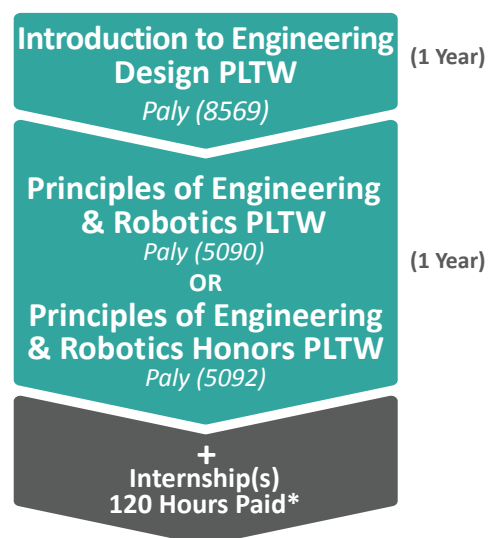 Introduction to Engineering
Design PLTW
Paly (8569)
(1 Year)
Principles of Engineering
& Robotics PLTW
Paly (5090)
OR
Principles of Engineering
& Robotics Honors PLTW
Paly (5092)
(1 Year)
+
Internship(s)
120 Hours Paid*